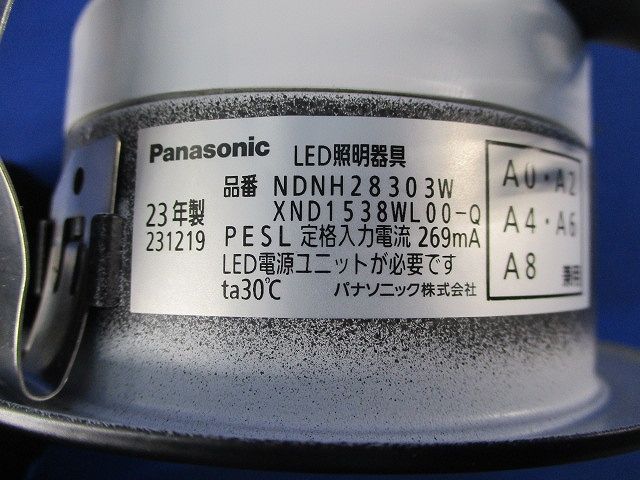 Panasonic LED照明器具
品番 NDNH28303W
23年製 XND1538WL00-Q
231219 PESL 定格入力電流 269mA
LED電源ユニットが必要です
ta30℃ パナソニック株式会社
A0・A2
A4・A6
A8 兼用